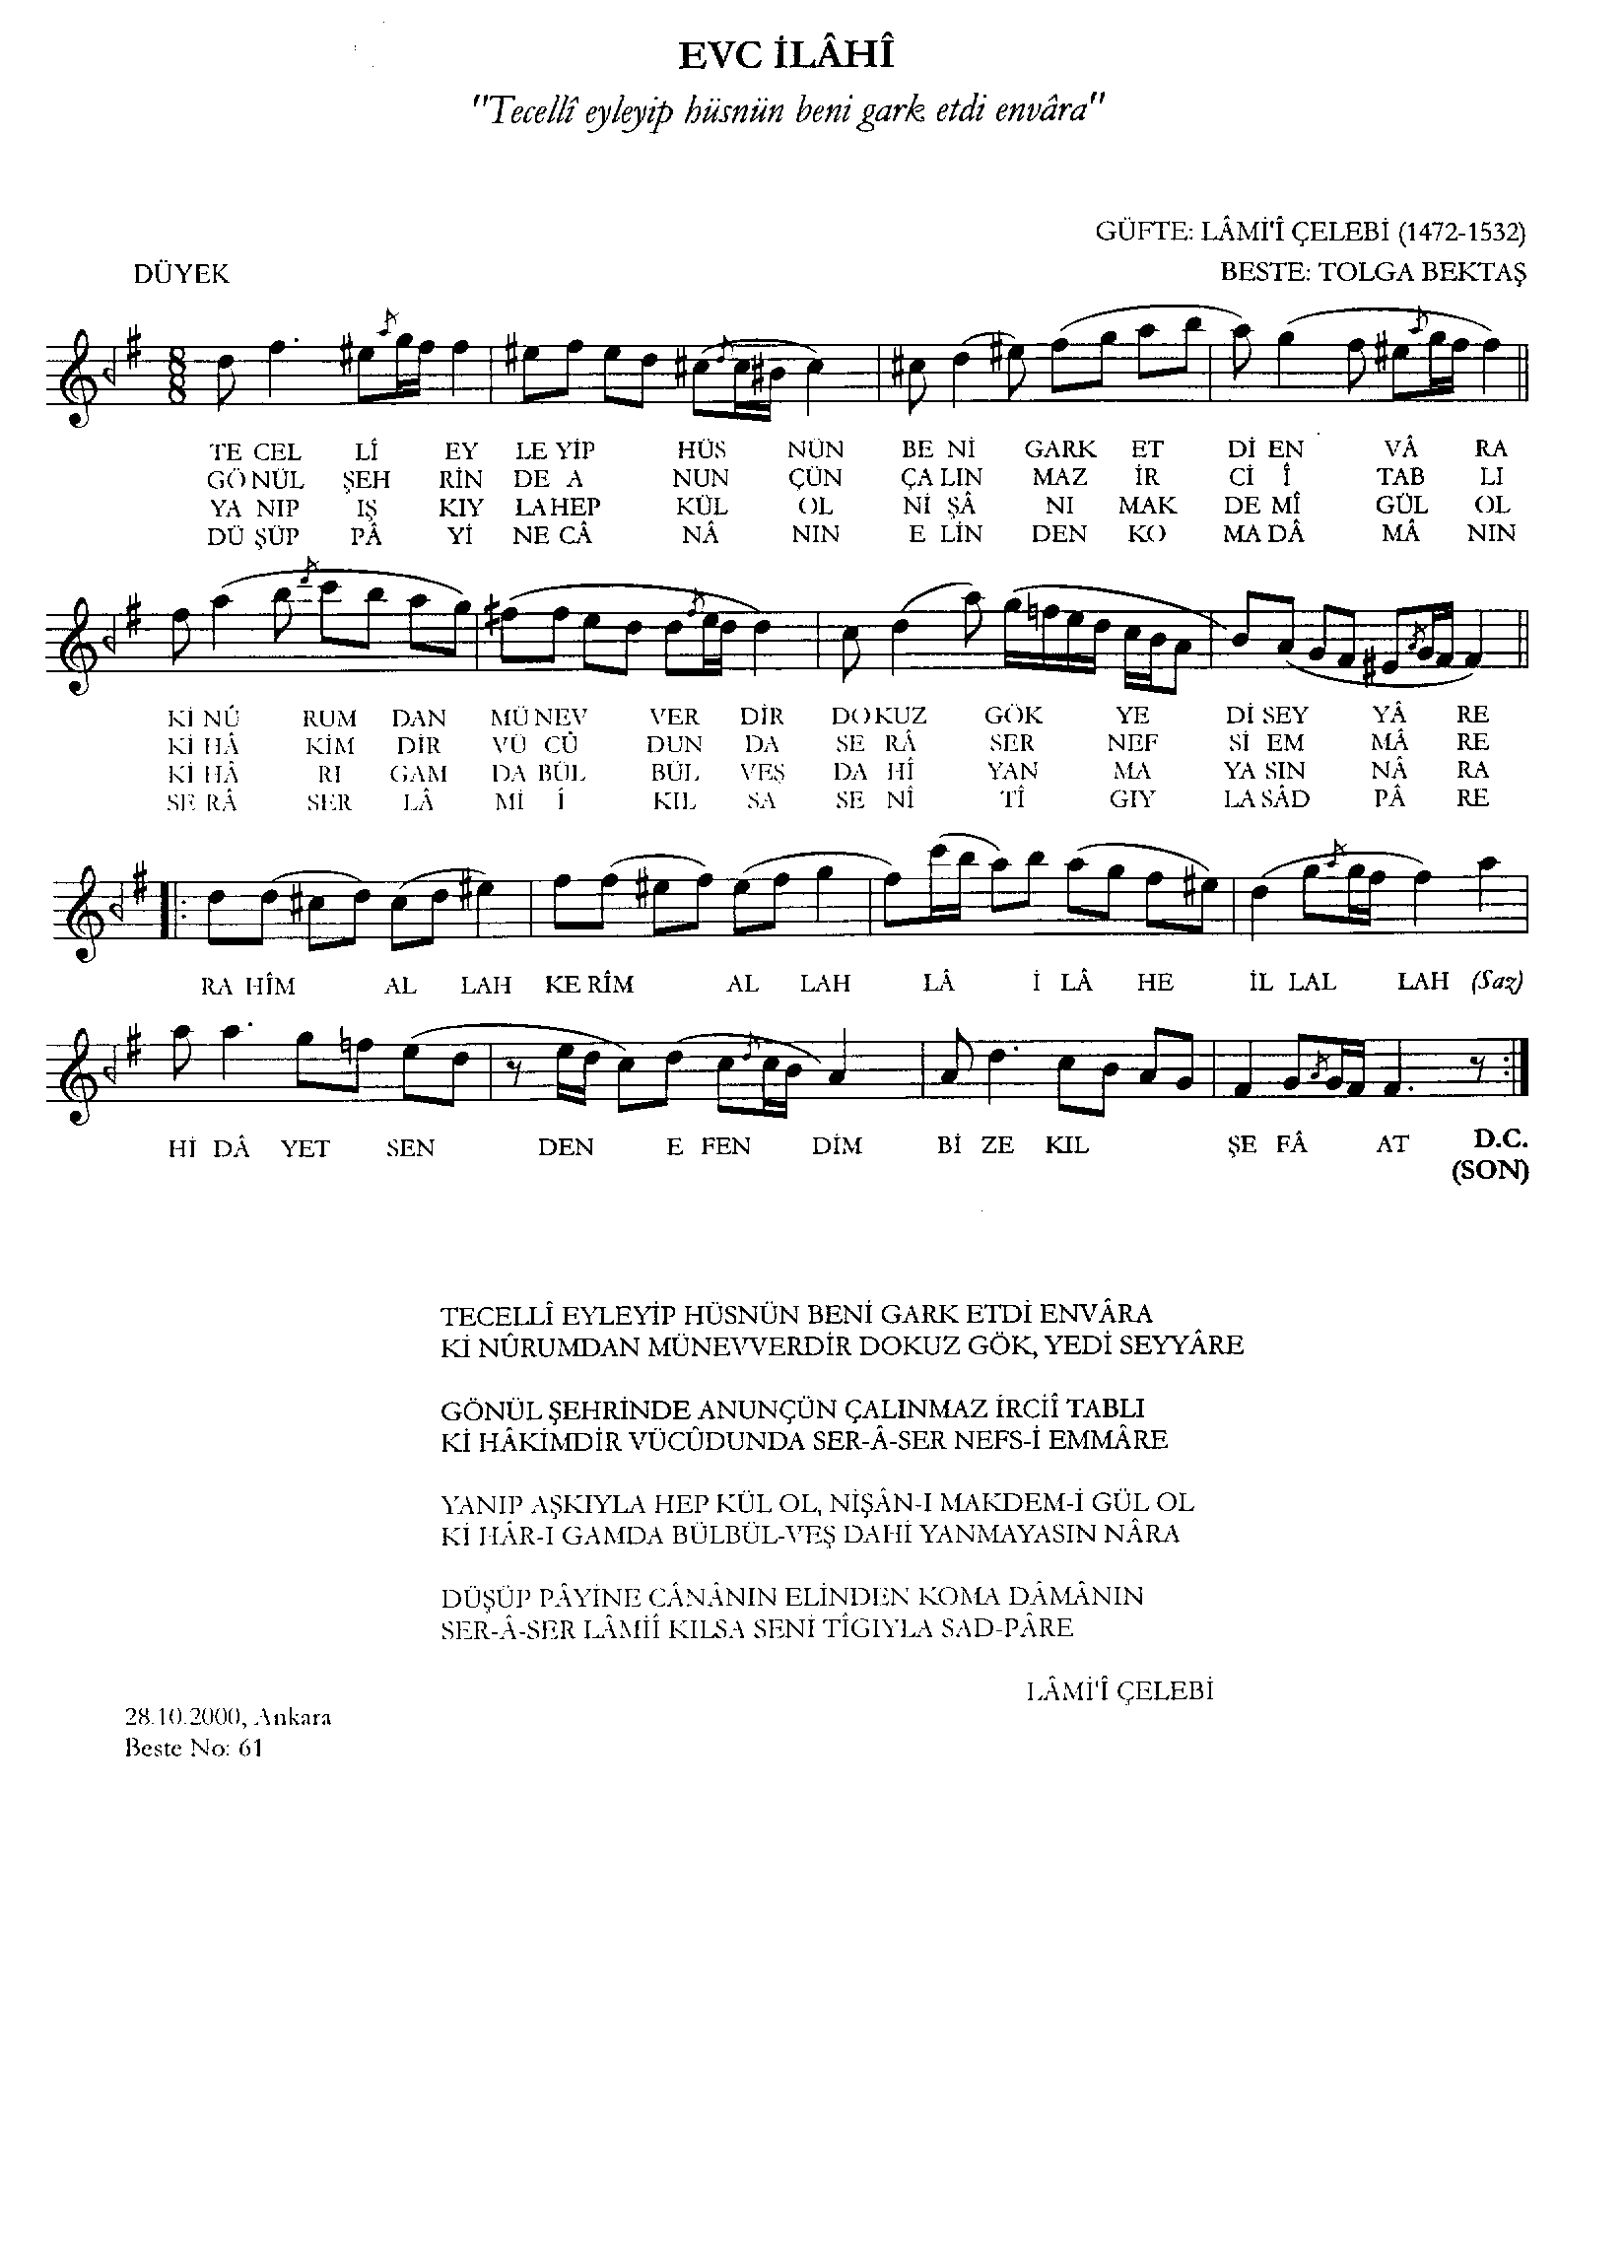 EVC İLÂHÎ
"Tecellî eyleyip hüsnün beni gark etdi envâra"
GÜFTE: LÂMİ'Î ÇELEBİ (1472-1532)
DÜYEK
BESTE: TOLGA BEKTAŞ
8
8
TE CEL LÎ EY LE YİP HÜS NÜN BE Nİ GARK ET Dİ EN VÂ RA
GÖ NÜL ŞEH RİN DE A NUN ÇÜN ÇA LIN MAZ İR Cİ Î TAB LI
YA NIP IŞ KIY LA HEP KÜL OL Nİ ŞÂ NI MAK DE MÎ GÜL OL
DÜ ŞÜP PÂ Yİ NE CÂ NÂ NIN E LİN DEN KO MA DÂ MÂ NIN
Kİ NÛ RUM DAN MÜ NEV VER DİR DO KUZ GÖK YE Dİ SEY YÂ RE
Kİ HÂ KİM DİR VÜ CÛ DUN DA SE RÂ SER NEF Sİ EM MÂ RE
Kİ HÂ RI GAM DA BÜL BÜL VEŞ DA HÎ YAN MA YA SIN NÂ RA
SE RÂ SER LÂ Mİ Î KIL SA SE NÎ TÎ GIY LA SÂD PÂ RE
RA HÎM AL LAH KE RÎM AL LAH LÂ İ LÂ HE İL LAL LAH (Saz)
Hİ DÂ YET SEN DEN E FEN DİM Bİ ZE KIL ŞE FÂ AT D.C.
(SON)
TECELLÎ EYLEYİP HÜSNÜN BENİ GARK ETDİ ENVÂRA
Kİ NÛRUMDAN MÜNEVVERDİR DOKUZ GÖK, YEDİ SEYYÂRE
GÖNÜL ŞEHRİNDE ANUNÇÜN ÇALINMAZ İRCİÎ TABLI
Kİ HÂKİMDİR VÜCÛDUNDA SER-Â-SER NEFS-İ EMMÂRE
YANIP AŞKIYLA HEP KÜL OL, NİŞÂN-I MAKDEM-İ GÜL OL
Kİ HÂR-I GAMDA BÜLBÜL-VEŞ DAHİ YANMAYASIN NÂRA
DÜŞÜP PÂYİNE CÂNÂNIN ELİNDEN KOMA DÂMÂNIN
SER-Â-SER LÂMİÎ KILSA SENİ TÎGIYLA SAD-PÂRE
LÂMİ'Î ÇELEBİ
28.10.2000, Ankara
Beste No: 61